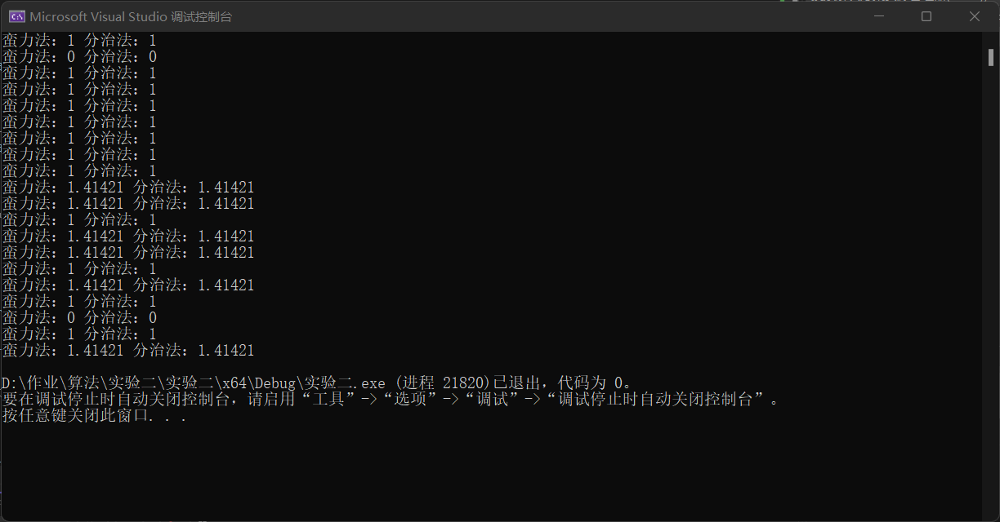 Microsoft Visual Studio 调试控制台
蛮力法：1 分治法：1
蛮力法：0 分治法：0
蛮力法：1 分治法：1
蛮力法：1 分治法：1
蛮力法：1 分治法：1
蛮力法：1 分治法：1
蛮力法：1 分治法：1
蛮力法：1 分治法：1
蛮力法：1 分治法：1
蛮力法：1.41421 分治法：1.41421
蛮力法：1.41421 分治法：1.41421
蛮力法：1 分治法：1
蛮力法：1.41421 分治法：1.41421
蛮力法：1.41421 分治法：1.41421
蛮力法：1 分治法：1
蛮力法：1.41421 分治法：1.41421
蛮力法：1 分治法：1
蛮力法：0 分治法：0
蛮力法：1 分治法：1
蛮力法：1.41421 分治法：1.41421
D:\作业\算法\实验二\实验二\x64\Debug\实验二.exe (进程 21820)已退出，代码为 0。
要在调试停止时自动关闭控制台，请启用“工具”->“选项”->“调试”->“调试停止时自动关闭控制台”。
按任意键关闭此窗口. . .